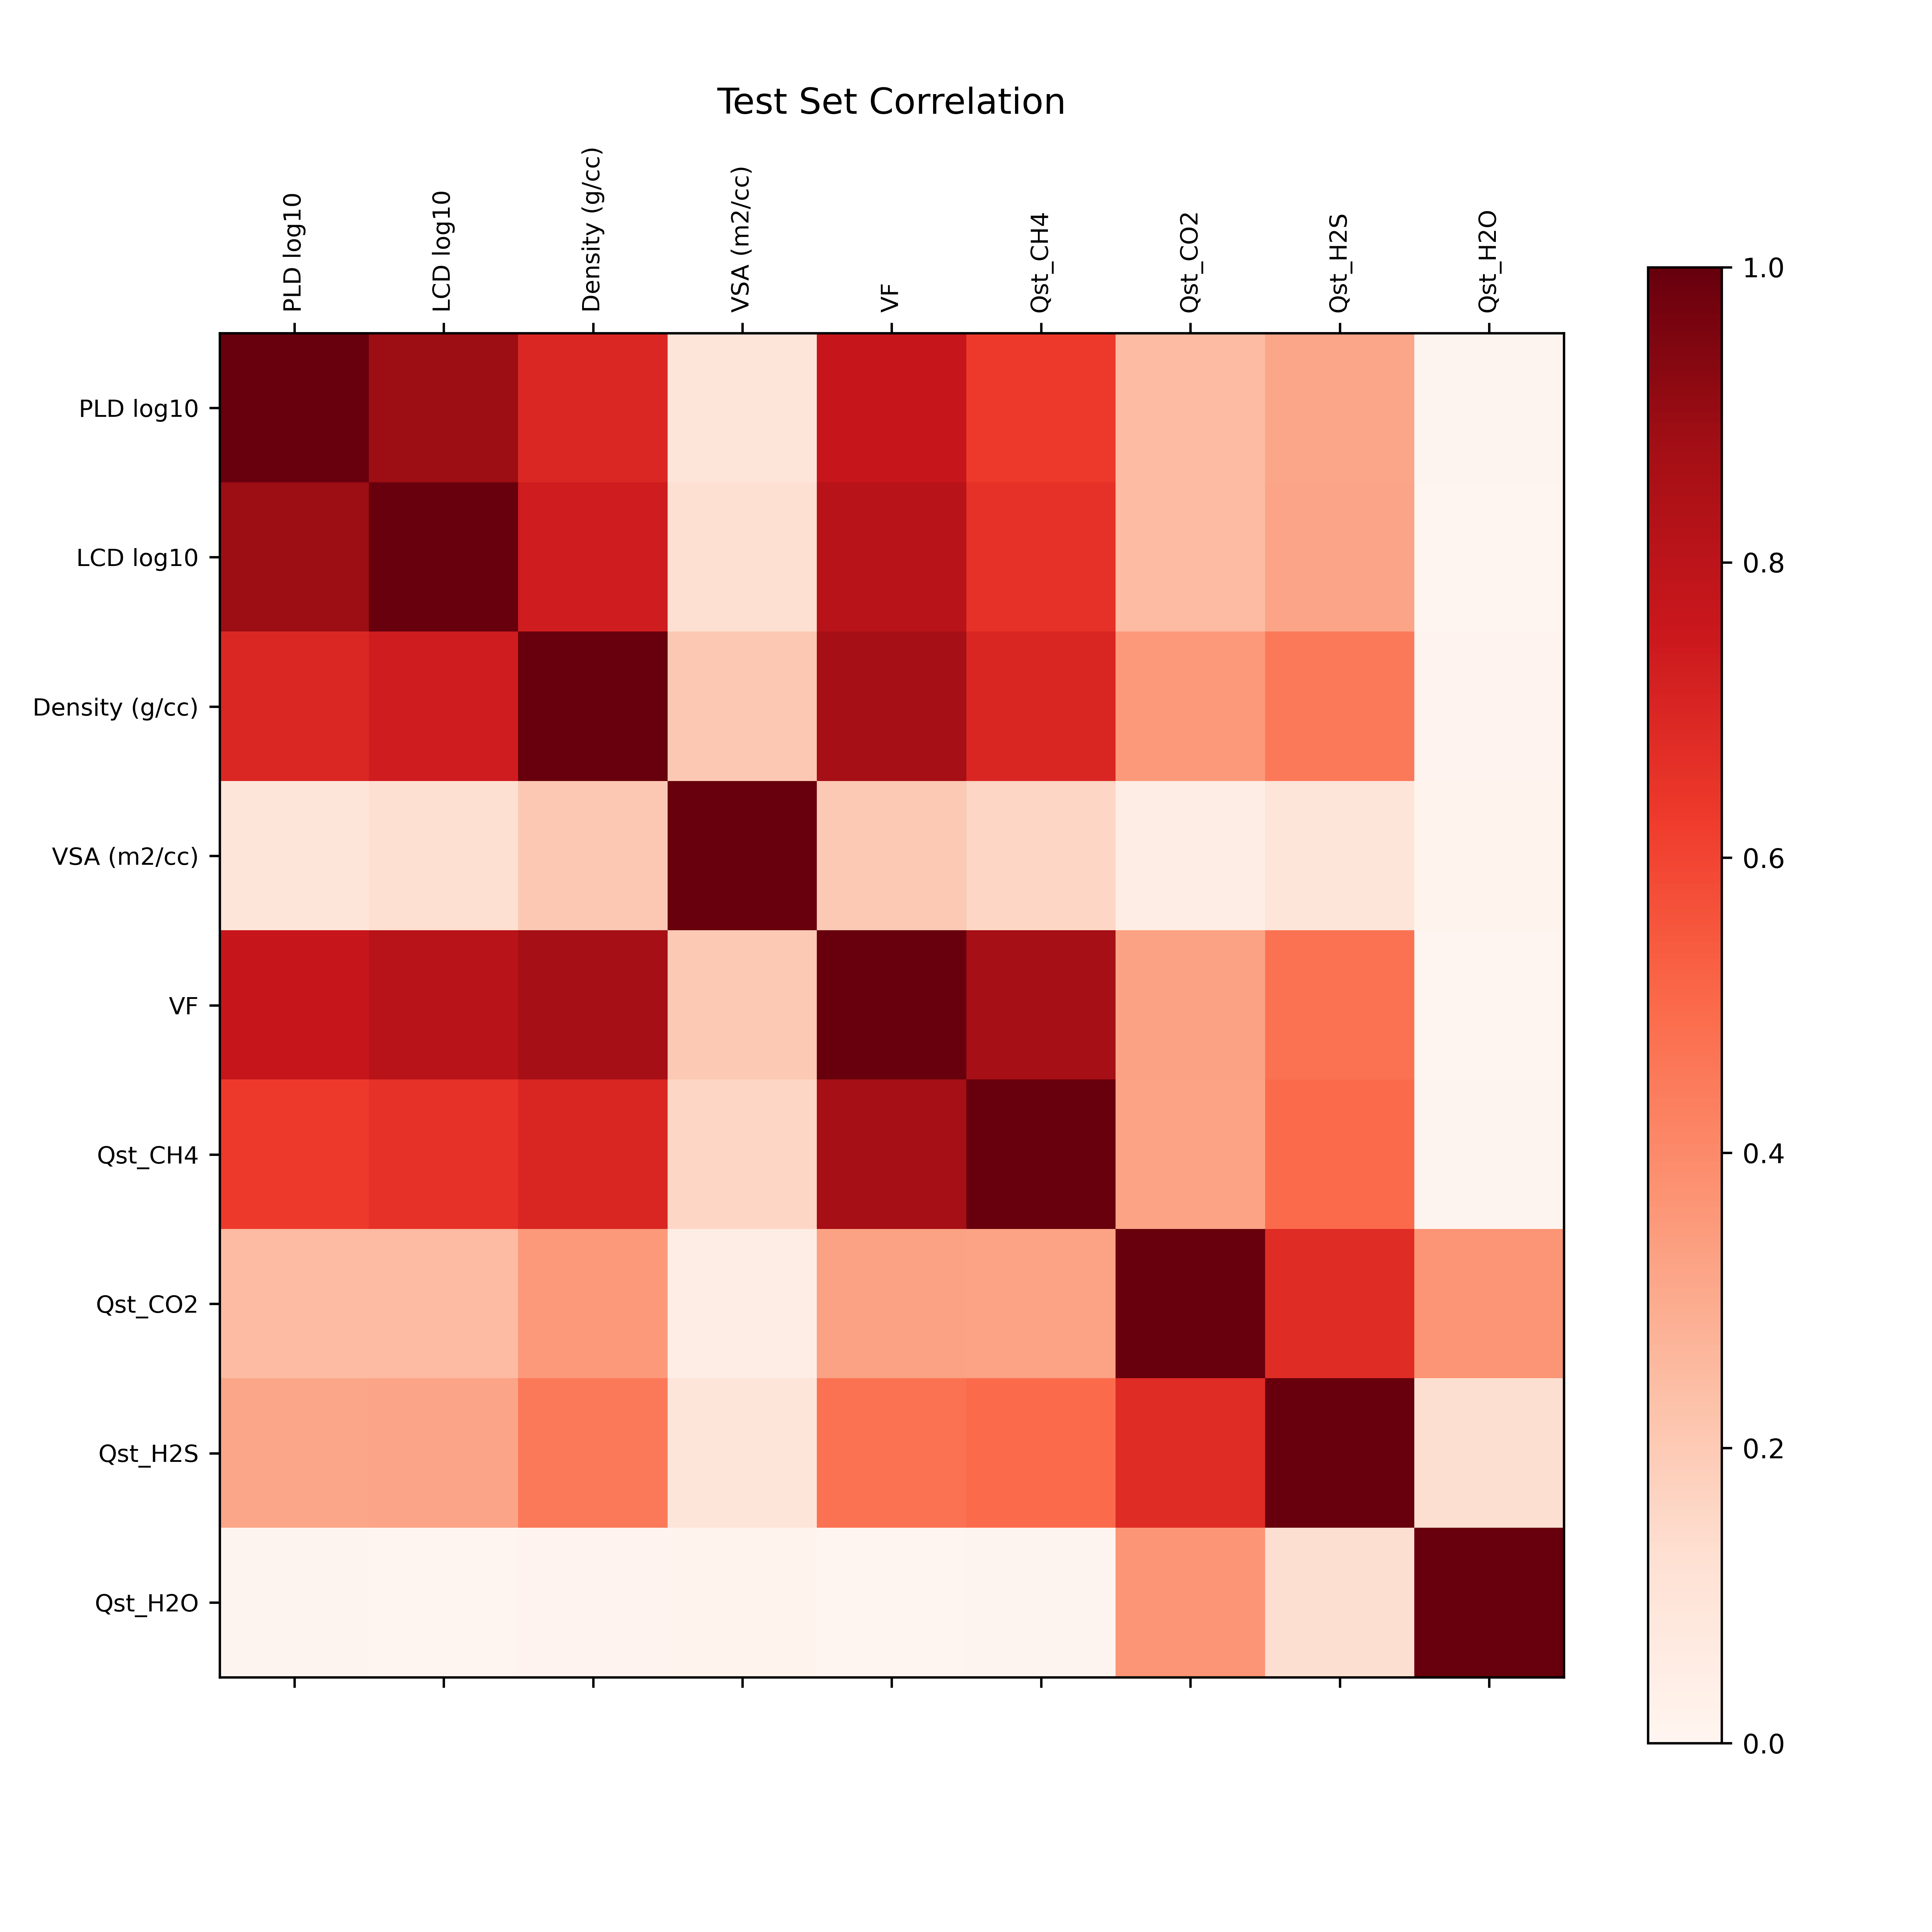 Test Set Correlation
PLD log10
LCD log10
Density (g/cc)
VSA (m2/cc)
VF
Qst_CH4
Qst_CO2
Qst_H2S
Qst_H2O
PLD log10
LCD log10
Density (g/cc)
VSA (m2/cc)
VF
Qst_CH4
Qst_CO2
Qst_H2S
Qst_H2O
1.0
0.8
0.6
0.4
0.2
0.0